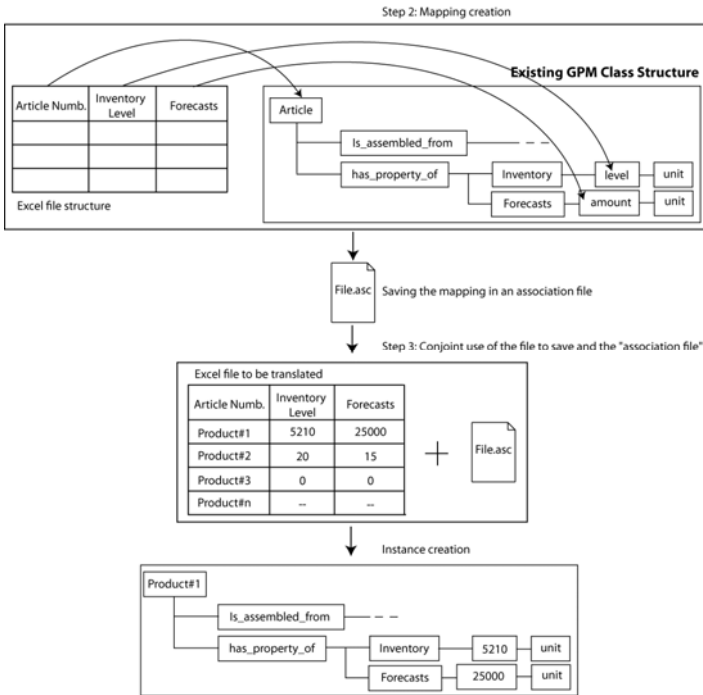 Step 2: Mapping creation
Existing GPM Class Structure
Article Numb.
Inventory
Level
Forecasts
Excel file structure
Article
Is_assembled_from
has_property_of
Inventory
level
unit
Forecasts
amount
unit
File.asc
Saving the mapping in an association file
Step 3: Conjoint use of the file to save and the "association file"
Excel file to be translated
Article Numb.
Inventory
Level
Forecasts
Product#1
5210
25000
Product#2
20
15
Product#3
0
0
Product#n
--
--
+
File.asc
Instance creation
Product#1
Is_assembled_from
has_property_of
Inventory
5210
unit
Forecasts
25000
unit